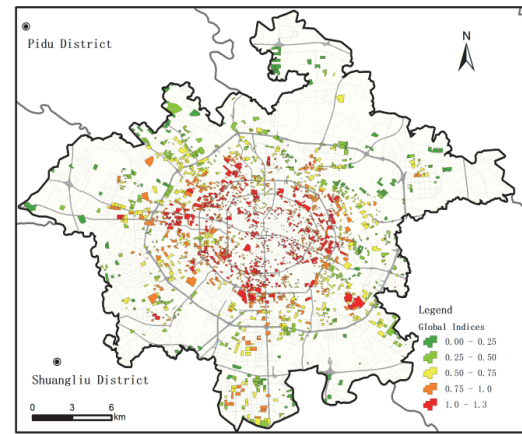 Pidu District
N
Legend
Global Indices
0.00 - 0.25
0.25 - 0.50
0.50 - 0.75
0.75 - 1.0
1.0 - 1.3
Shuangliu District
0 3 6
km